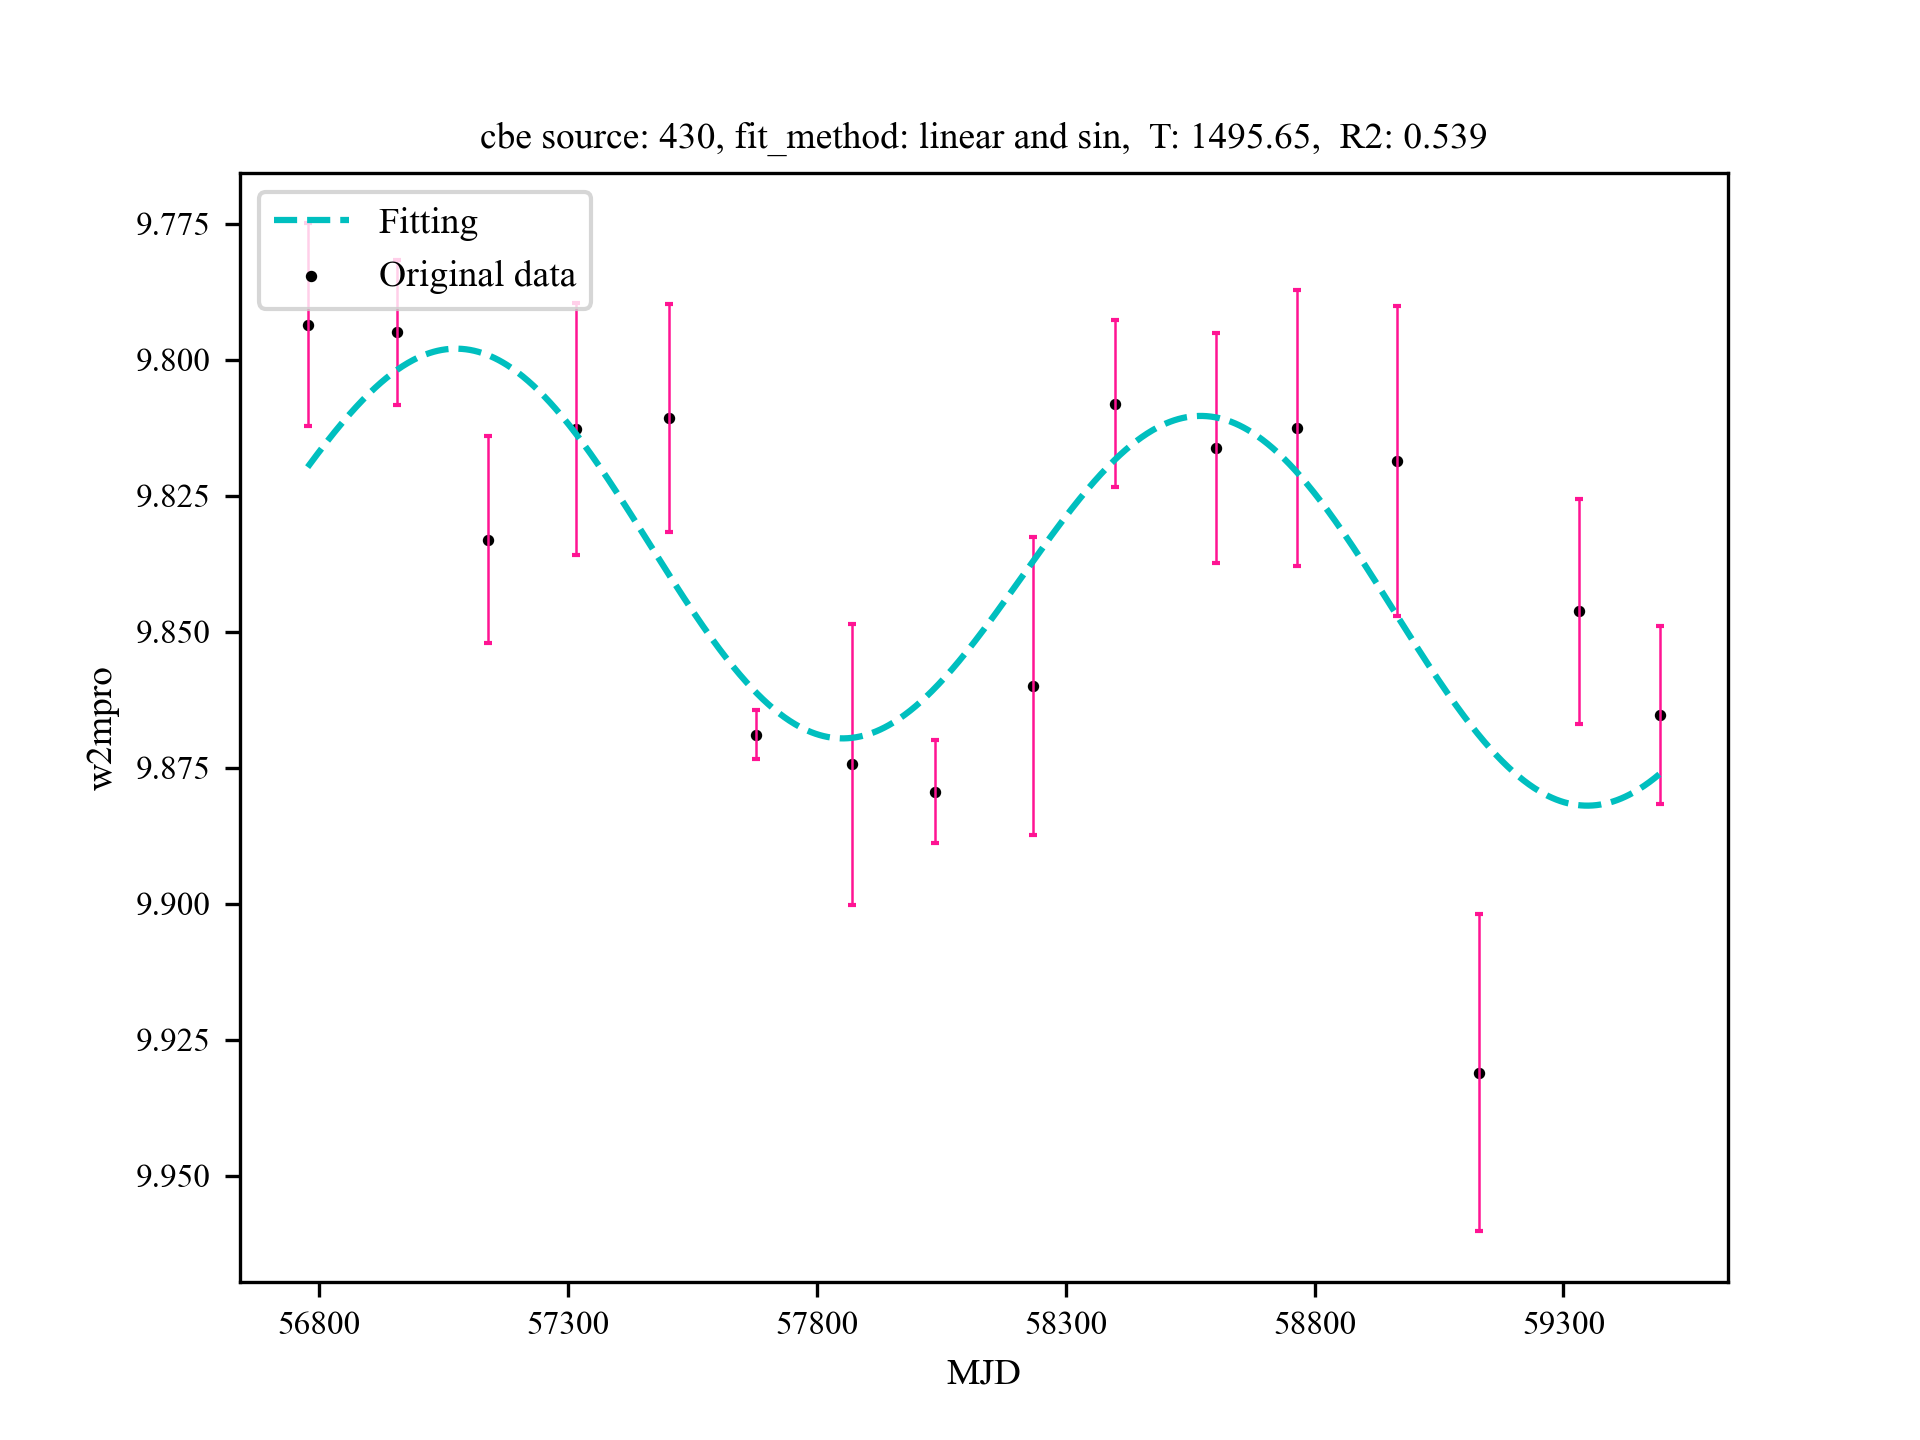 cbe source: 430, fit_method: linear and sin,  T: 1495.65,  R2: 0.539
Fitting
Original data
9.775
9.800
9.825
9.850
9.875
9.900
9.925
9.950
w2mpro
56800
57300
57800
58300
58800
59300
MJD